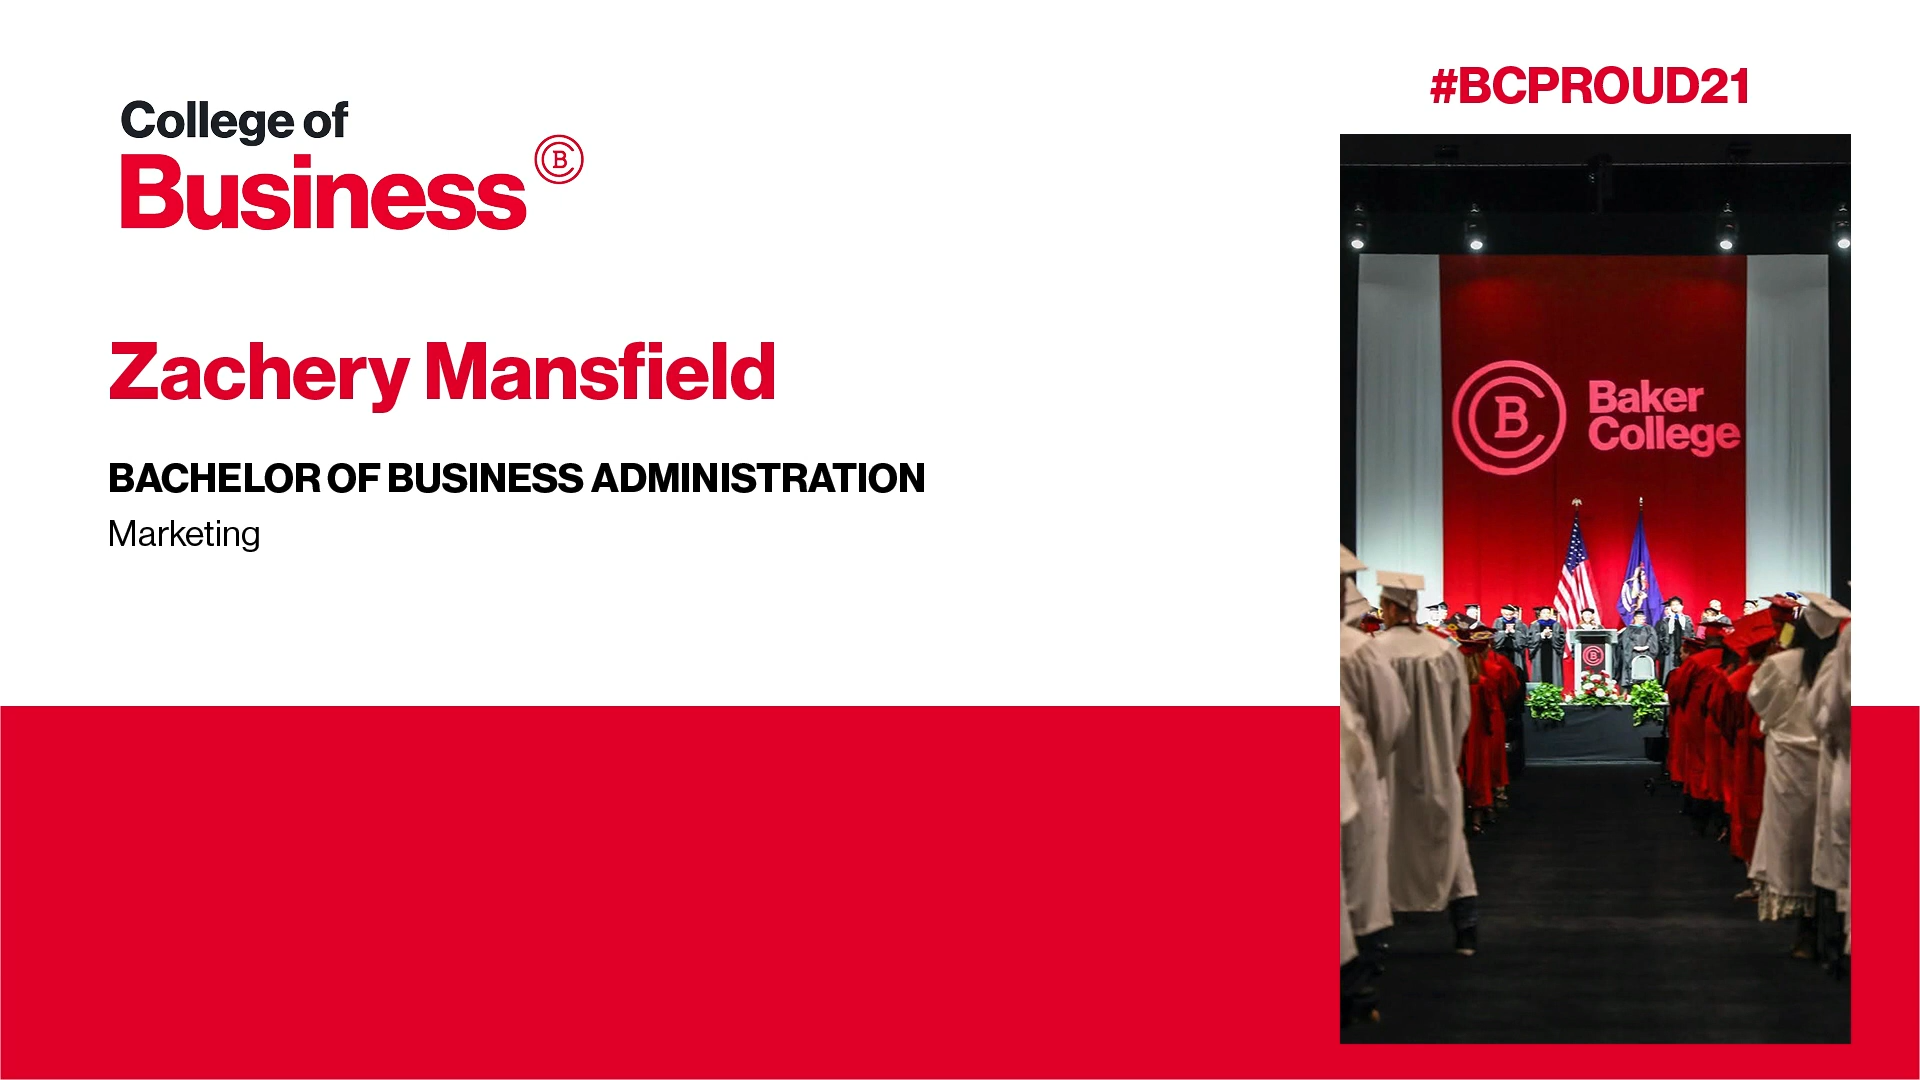 College of
Business
B
Zachery Mansfield
BACHELOR OF BUSINESS ADMINISTRATION
Marketing
#BCPROUD21
B
Baker
College
B